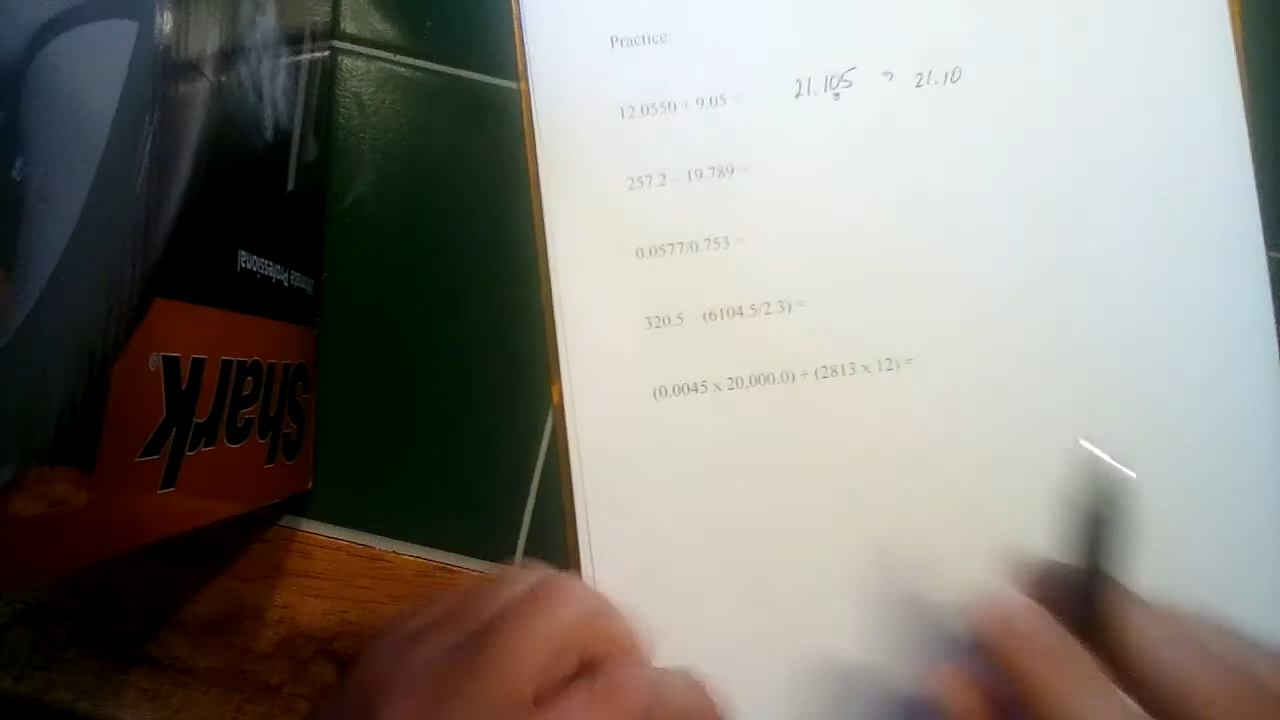 Practice:
12.0550 + 9.05 = 21.105 → 21.10
257.2 - 19.789 =
0.0577/0.753 =
320.5 - (6104.5/2.3) =
(0.0045 x 20,000.0) + (2813 x 12) =
Professional
Shark®